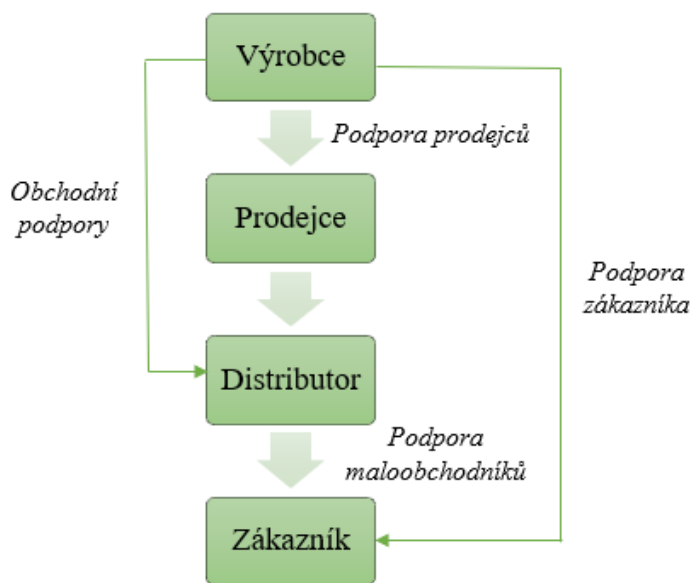 Výrobce
Podpora prodejců
Obchodní
podpory
Prodejce
Podpora
zákazníka
Distributor
Podpora
maloobchodníků
Zákazník